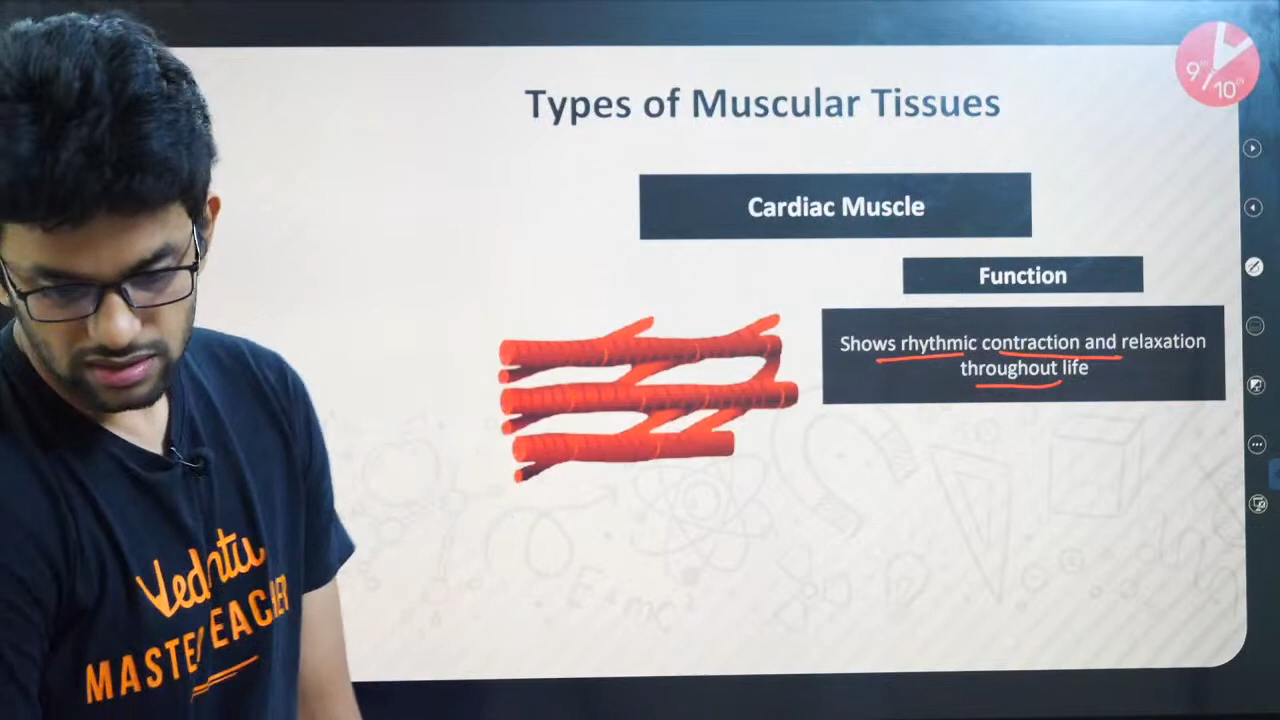 Types of Muscular Tissues
9th
10th
Cardiac Muscle
Function
Shows rhythmic contraction and relaxation
throughout life
E=mc²
Vedantu
MASTER TEACHER